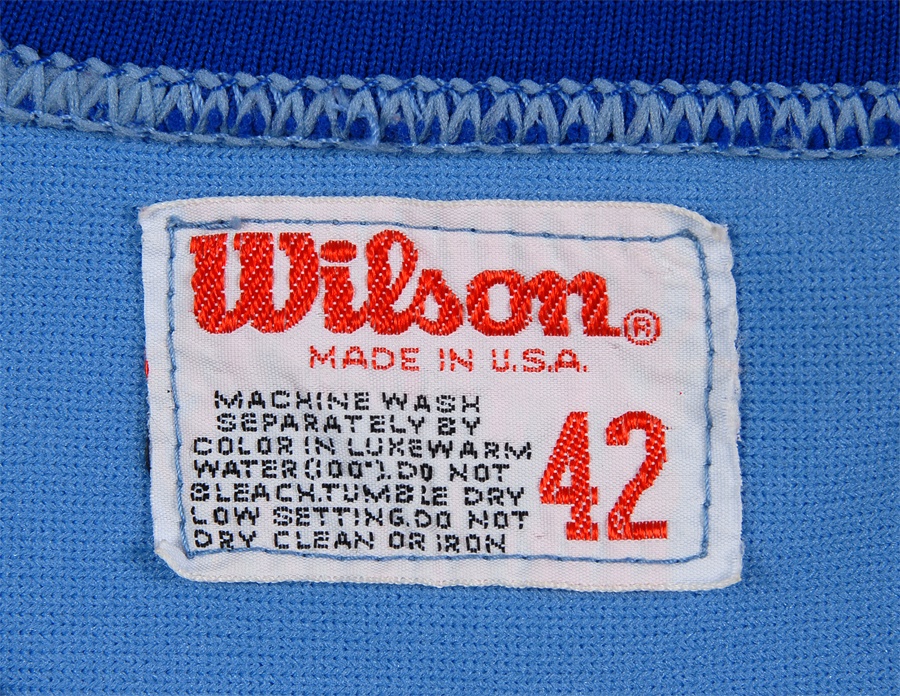 Wilson®
MADE IN U.S.A.
MACHINE WASH
SEPARATELY BY
COLOR IN LUKEWARM
WATER (100°). DO NOT
BLEACH. TUMBLE DRY
LOW SETTING. DO NOT
DRY CLEAN OR IRON
42